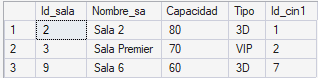 Id_sala Nombre_sa Capacidad Tipo Id_cin1
1 2 Sala 2 80 3D 1
2 3 Sala Premier 70 VIP 2
3 9 Sala 6 60 3D 7